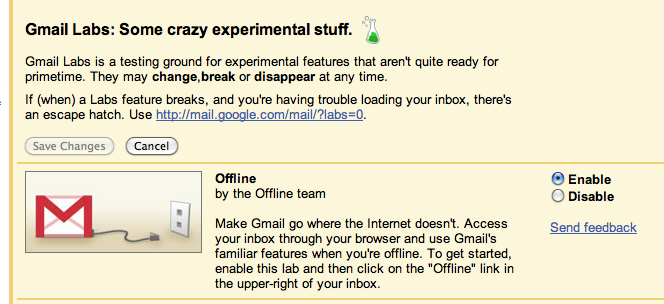 Gmail Labs: Some crazy experimental stuff.
Gmail Labs is a testing ground for experimental features that aren't quite ready for
primetime. They may change,break or disappear at any time.
If (when) a Labs feature breaks, and you're having trouble loading your inbox, there's
an escape hatch. Use http://mail.google.com/mail/?labs=0.
Save Changes Cancel
Offline
by the Offline team
Make Gmail go where the Internet doesn't. Access
your inbox through your browser and use Gmail's
familiar features when you're offline. To get started,
enable this lab and then click on the "Offline" link in
the upper-right of your inbox.
Enable
Disable
Send feedback